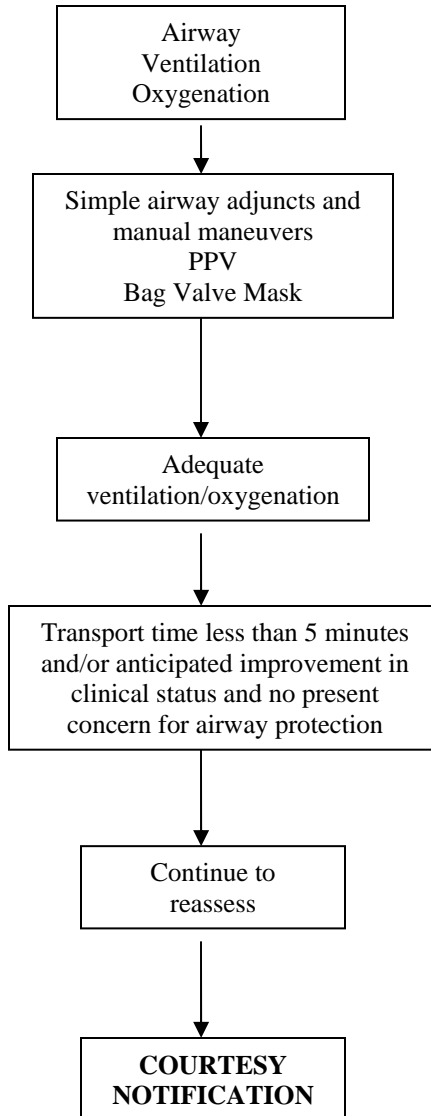 Airway
Ventilation
Oxygenation
Simple airway adjuncts and
manual maneuvers
PPV
Bag Valve Mask
Adequate
ventilation/oxygenation
Transport time less than 5 minutes
and/or anticipated improvement in
clinical status and no present
concern for airway protection
Continue to
reassess
COURTESY
NOTIFICATION